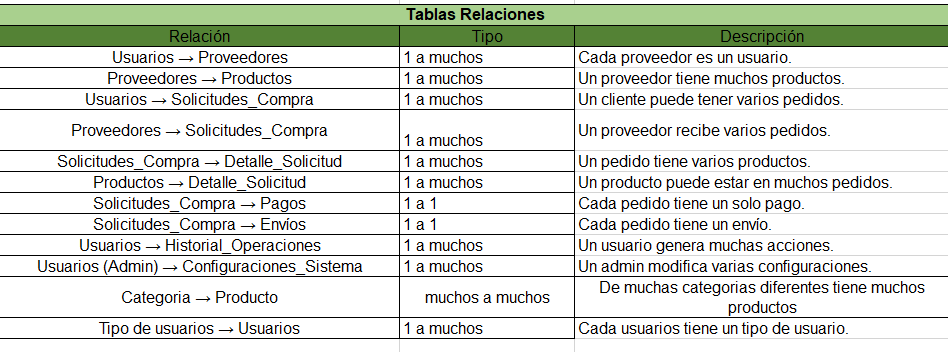 Tablas Relaciones
Relación Tipo Descripción
Usuarios → Proveedores 1 a muchos Cada proveedor es un usuario.
Proveedores → Productos 1 a muchos Un proveedor tiene muchos productos.
Usuarios → Solicitudes_Compra 1 a muchos Un cliente puede tener varios pedidos.
Proveedores → Solicitudes_Compra 1 a muchos Un proveedor recibe varios pedidos.
Solicitudes_Compra → Detalle_Solicitud 1 a muchos Un pedido tiene varios productos.
Productos → Detalle_Solicitud 1 a muchos Un producto puede estar en muchos pedidos.
Solicitudes_Compra → Pagos 1 a 1 Cada pedido tiene un solo pago.
Solicitudes_Compra → Envíos 1 a 1 Cada pedido tiene un envío.
Usuarios → Historial_Operaciones 1 a muchos Un usuario genera muchas acciones.
Usuarios (Admin) → Configuraciones_Sistema 1 a muchos Un admin modifica varias configuraciones.
Categoria → Producto muchos a muchos De muchas categorias diferentes tiene muchos
productos
Tipo de usuarios → Usuarios 1 a muchos Cada usuarios tiene un tipo de usuario.